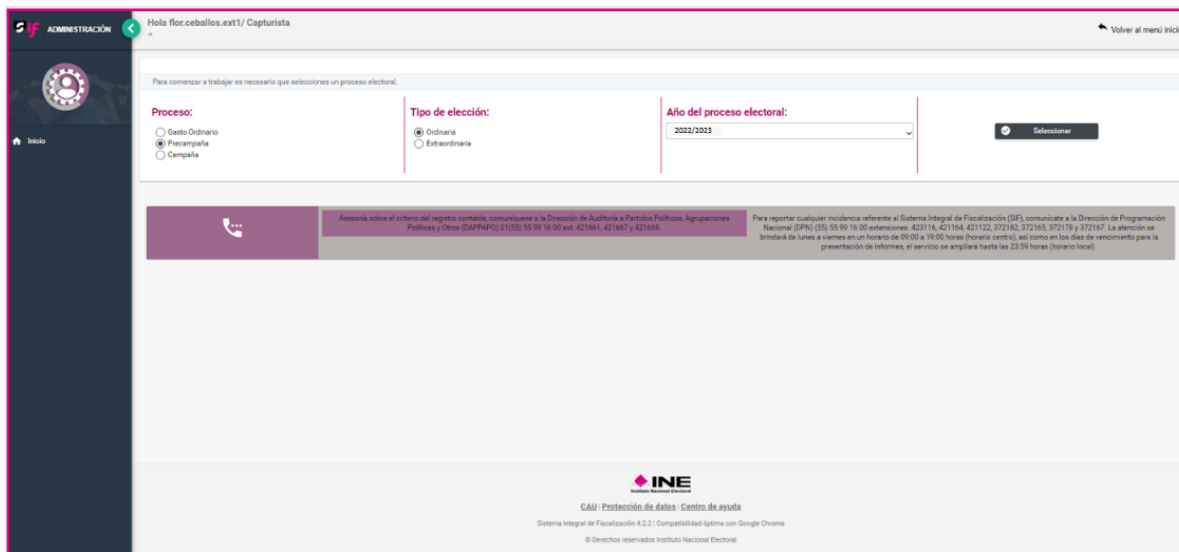 SIF ADMINISTRACIÓN
Hola flor.ceballos.ext1/ Capturista
Volver al menú inicio
Inicio
Para comenzar a trabajar es necesario que selecciones un proceso electoral.
Proceso:
Gasto Ordinario
Precampaña
Campaña
Tipo de elección:
Ordinaria
Extraordinaria
Año del proceso electoral:
2022/2023
Seleccionar
Asesoría sobre el criterio del registro contable, comuníquese a la Dirección de Auditoría a Partidos Políticos, Agrupaciones
Políticas y Otros (DAPPAPO) 01(55) 55 99 16 00 ext. 421661, 421667 y 421668.
Para reportar cualquier incidencia referente al Sistema Integral de Fiscalización (SIF), comunícate a la Dirección de Programación
Nacional (DPN) (55) 55 99 16 00 extensiones. 423116, 421164, 421122, 372182, 372165, 372178 y 372167. La atención se
brindará de lunes a viernes en un horario de 09:00 a 19:00 horas (horario centro), así como en los días de vencimiento para la
presentación de informes, el servicio se ampliará hasta las 23:59 horas (horario local).
INE
Instituto Nacional Electoral
CAU | Protección de datos | Centro de ayuda
Sistema Integral de Fiscalización 4.2.2 | Compatibilidad óptima con Google Chrome
© Derechos reservados Instituto Nacional Electoral